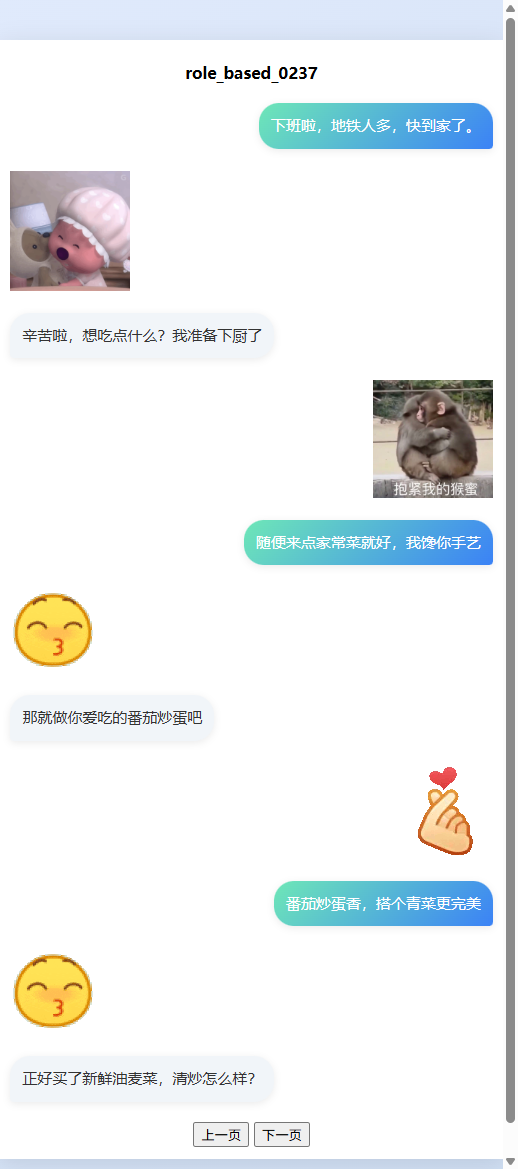 role_based_0237
下班啦，地铁人多，快到家了。
辛苦啦，想吃点什么？我准备下厨了
抱紧我的猴蜜
随便来点家常菜就好，我馋你手艺
那就做你爱吃的番茄炒蛋吧
番茄炒蛋香，搭个青菜更完美
正好买了新鲜油麦菜，清炒怎么样？
上一页 下一页